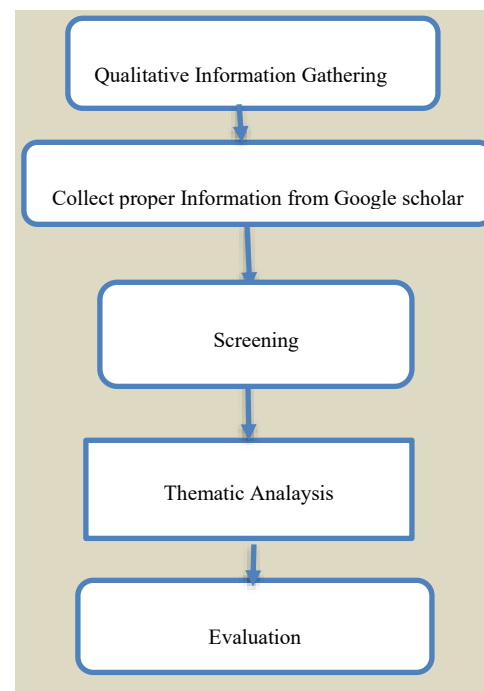 Qualitative Information Gathering
Collect proper Information from Google scholar
Screening
Thematic Analaysis
Evaluation